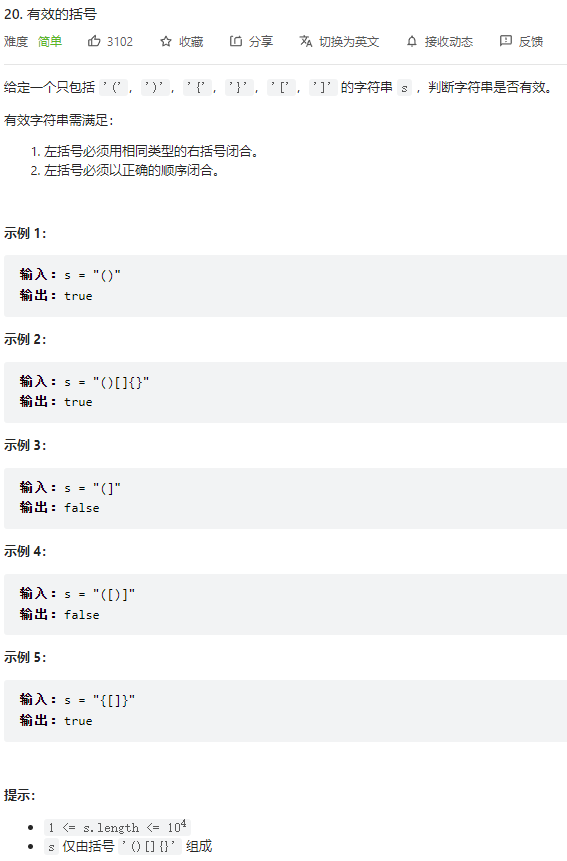 20. 有效的括号
难度 简单 3102 收藏 分享 切换为英文 接收动态 反馈
给定一个只包括 '(', ')', '{', '}', '[', ']' 的字符串 s ，判断字符串是否有效。
有效字符串需满足：
1. 左括号必须用相同类型的右括号闭合。
2. 左括号必须以正确的顺序闭合。
示例 1：
输入：s = "()"
输出：true
示例 2：
输入：s = "()[]{}"
输出：true
示例 3：
输入：s = "(]"
输出：false
示例 4：
输入：s = "([)]"
输出：false
示例 5：
输入：s = "{[]}"
输出：true
提示：
• 1 <= s.length <= 10⁴
• s 仅由括号 '()[]{}' 组成